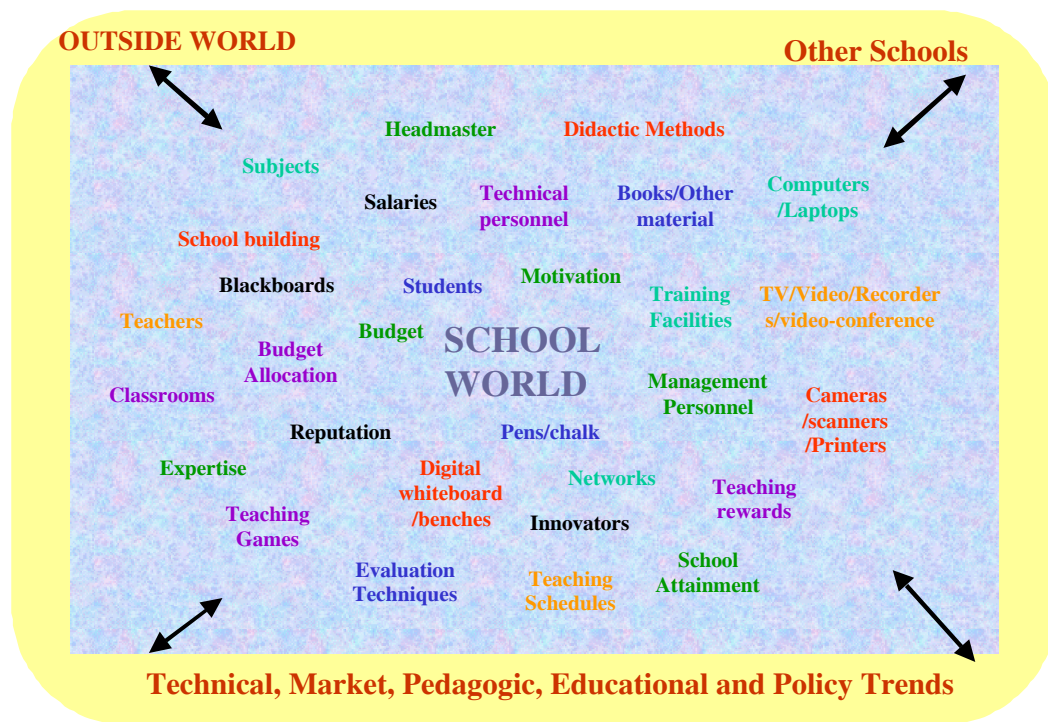 OUTSIDE WORLD
Other Schools
Headmaster
Didactic Methods
Subjects
Salaries
Technical
personnel
Books/Other
material
Computers
/Laptops
School building
Blackboards
Students
Motivation
Training
Facilities
TV/Video/Recorder
s/video-conference
Teachers
Budget
Budget
Allocation
SCHOOL
WORLD
Classrooms
Management
Personnel
Cameras
/scanners
/Printers
Reputation
Pens/chalk
Expertise
Digital
whiteboard
/benches
Networks
Teaching
rewards
Teaching
Games
Innovators
Evaluation
Techniques
Teaching
Schedules
School
Attainment
Technical, Market, Pedagogic, Educational and Policy Trends